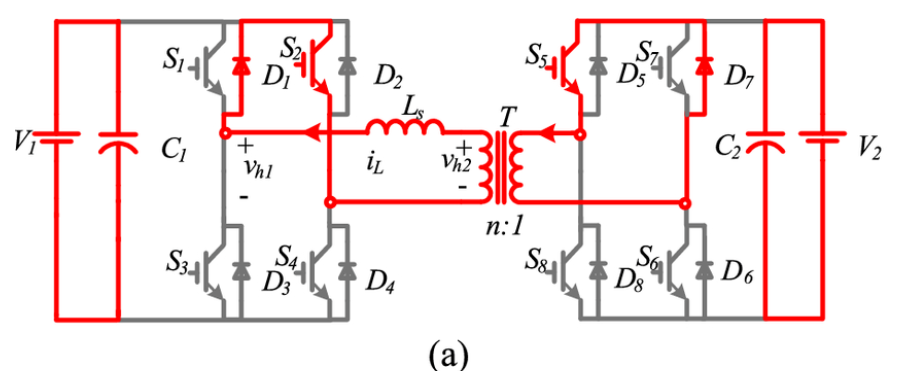 S1 D1 S2 D2 S5 D5 S7 D7
Ls T
V1 C1 + vh1 - iL vh2 + - C2 V2
n:1
S3 D3 S4 D4 S8 D8 S6 D6
(a)